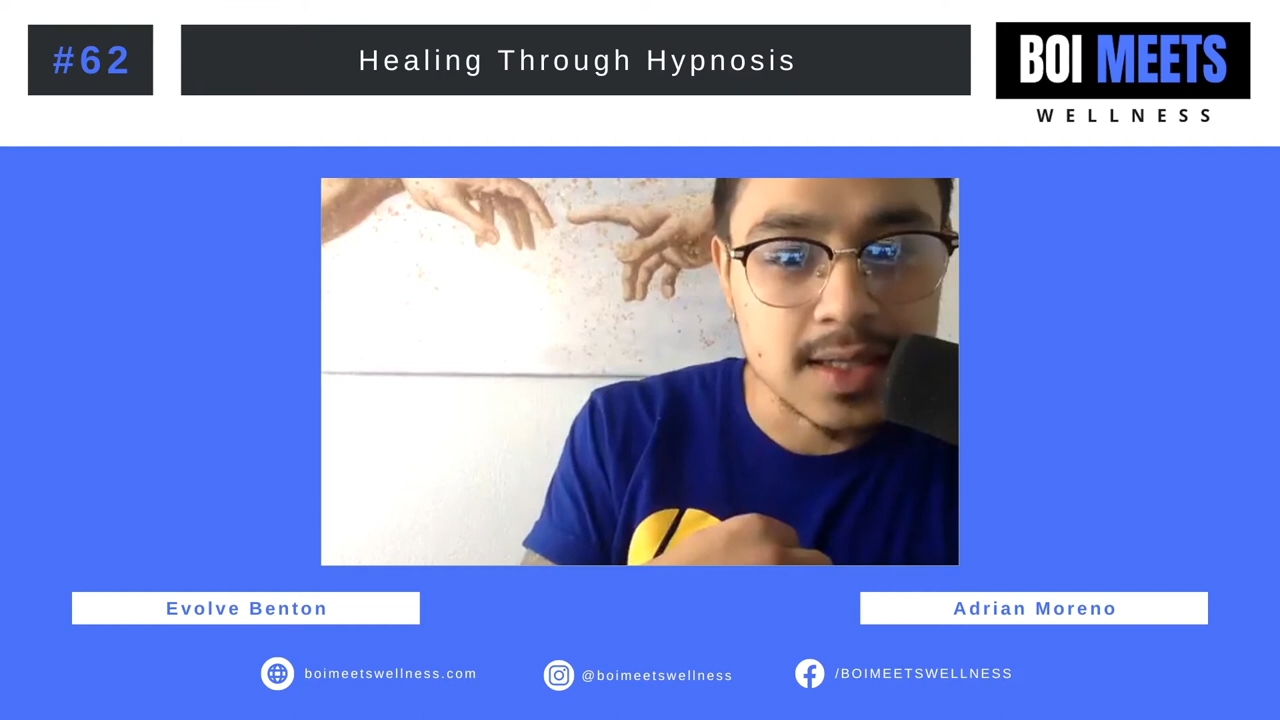 #62
Healing Through Hypnosis
BOI MEETS
WELLNESS
Evolve Benton
Adrian Moreno
boimeetswellness.com
@boimeetswellness
/BOIMEETSWELLNESS